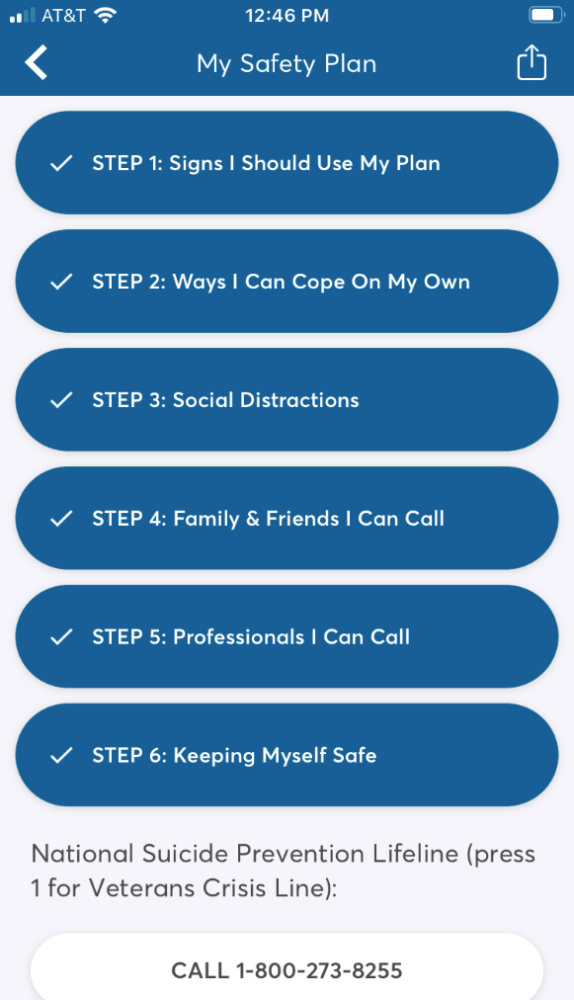 AT&T 12:46 PM
My Safety Plan
STEP 1: Signs I Should Use My Plan
STEP 2: Ways I Can Cope On My Own
STEP 3: Social Distractions
STEP 4: Family & Friends I Can Call
STEP 5: Professionals I Can Call
STEP 6: Keeping Myself Safe
National Suicide Prevention Lifeline (press
1 for Veterans Crisis Line):
CALL 1-800-273-8255